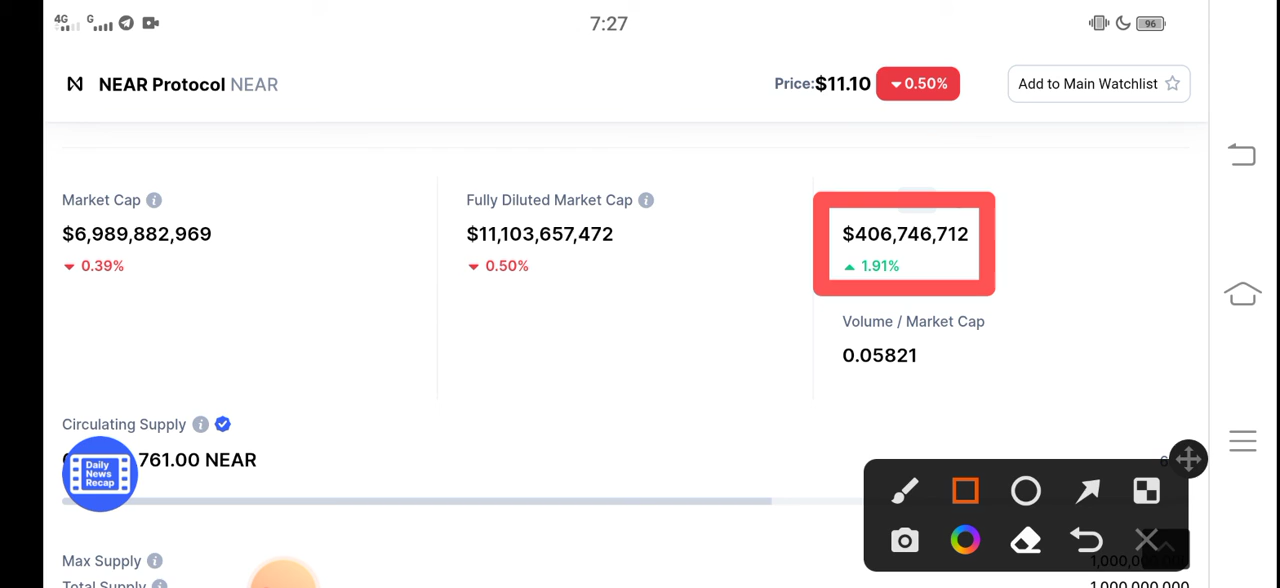 4G G 7:27 96
NEAR Protocol NEAR Price:$11.10 0.50% Add to Main Watchlist
Market Cap Fully Diluted Market Cap
$6,989,882,969 $11,103,657,472 $406,746,712
0.39% 0.50% 1.91%
Volume / Market Cap
0.05821
Circulating Supply
761.00 NEAR
Daily
News
Recap
Max Supply
Total Supply 1,000,000,000